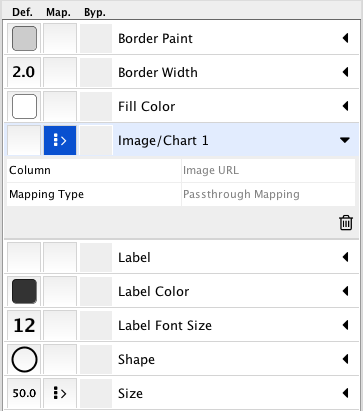 Def. Map. Byp.
Border Paint
2.0 Border Width
Fill Color
Image/Chart 1
Column Image URL
Mapping Type Passthrough Mapping
Label
Label Color
12 Label Font Size
Shape
50.0 Size